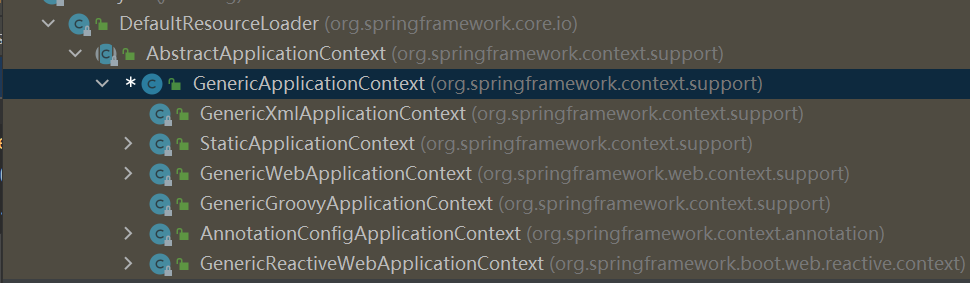 DefaultResourceLoader (org.springframework.core.io)
AbstractApplicationContext (org.springframework.context.support)
* GenericApplicationContext (org.springframework.context.support)
GenericXmlApplicationContext (org.springframework.context.support)
StaticApplicationContext (org.springframework.context.support)
GenericWebApplicationContext (org.springframework.web.context.support)
GenericGroovyApplicationContext (org.springframework.context.support)
AnnotationConfigApplicationContext (org.springframework.context.annotation)
GenericReactiveWebApplicationContext (org.springframework.boot.web.reactive.context)